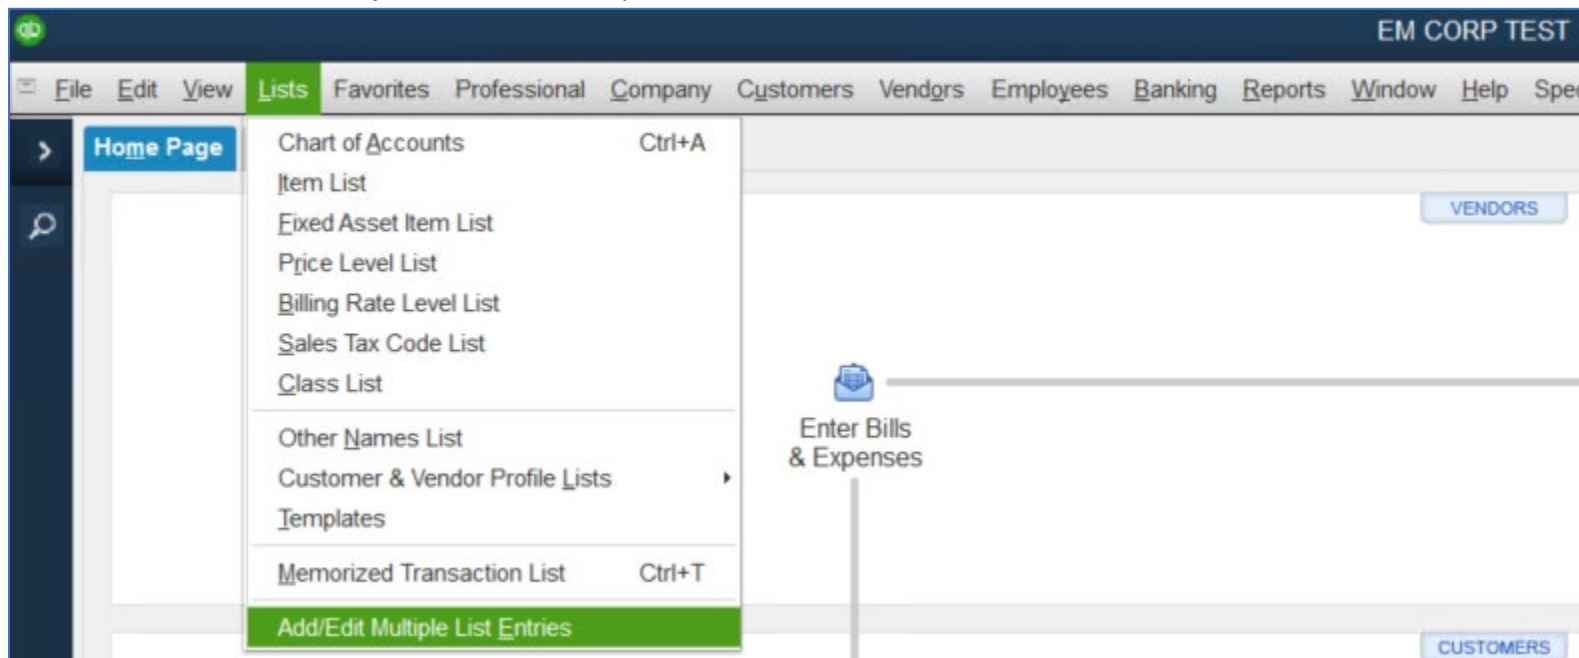 qb
EM CORP TEST
File Edit View Lists Favorites Professional Company Customers Vendors Employees Banking Reports Window Help
Home Page
Chart of Accounts Ctrl+A
Item List
Fixed Asset Item List
Price Level List
Billing Rate Level List
Sales Tax Code List
Class List
Other Names List
Customer & Vendor Profile Lists
Templates
Memorized Transaction List Ctrl+T
Add/Edit Multiple List Entries
VENDORS
Enter Bills
& Expenses
CUSTOMERS